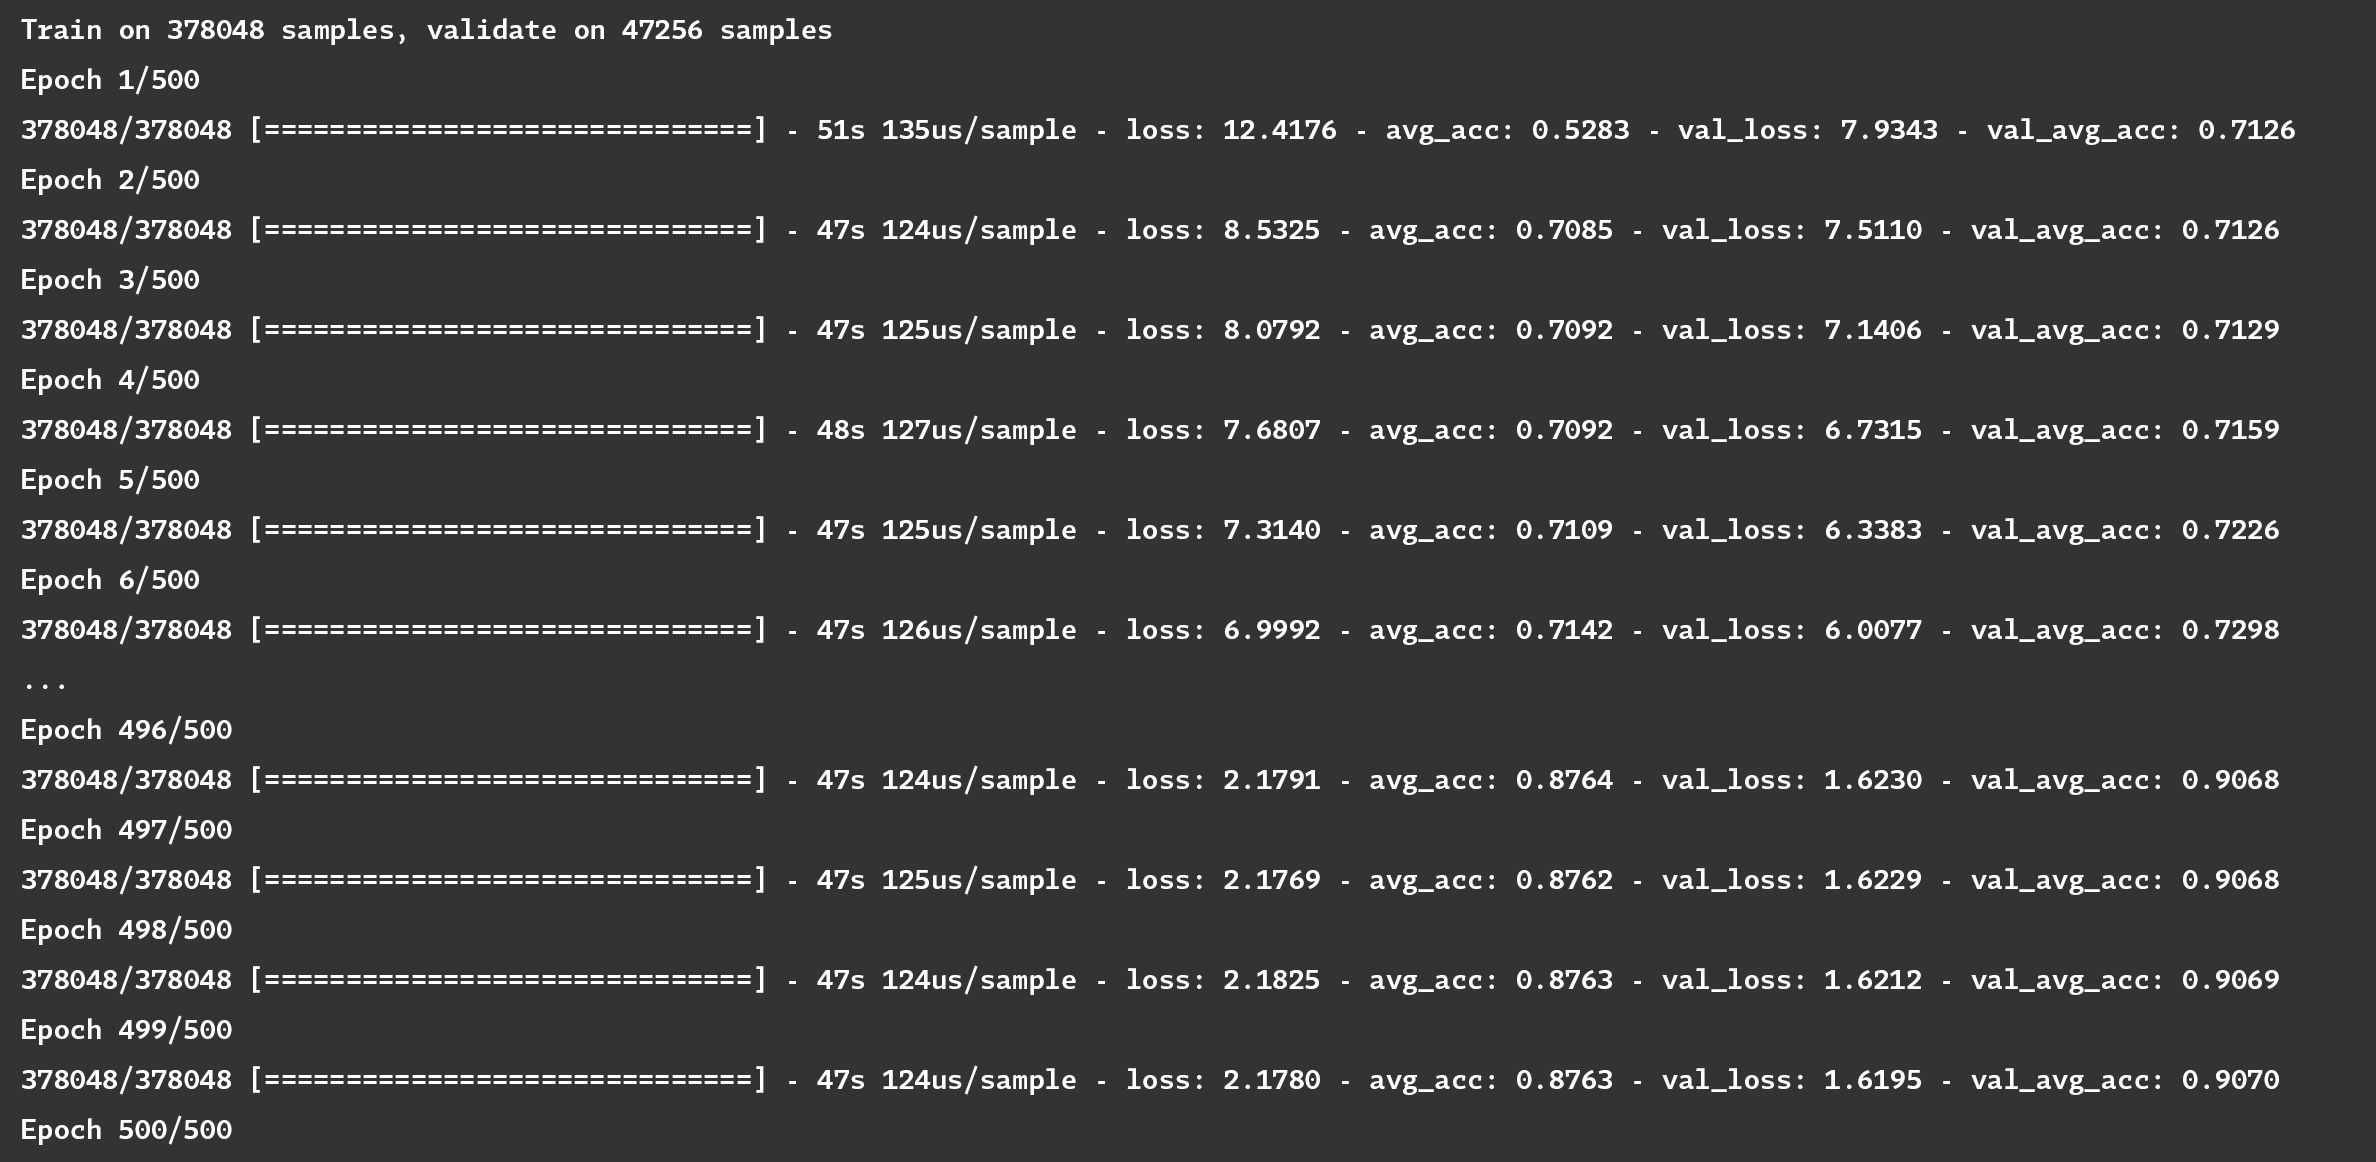 Train on 378048 samples, validate on 47256 samples
Epoch 1/500
378048/378048 [==============================] - 51s 135us/sample - loss: 12.4176 - avg_acc: 0.5283 - val_loss: 7.9343 - val_avg_acc: 0.7126
Epoch 2/500
378048/378048 [==============================] - 47s 124us/sample - loss: 8.5325 - avg_acc: 0.7085 - val_loss: 7.5110 - val_avg_acc: 0.7126
Epoch 3/500
378048/378048 [==============================] - 47s 125us/sample - loss: 8.0792 - avg_acc: 0.7092 - val_loss: 7.1406 - val_avg_acc: 0.7129
Epoch 4/500
378048/378048 [==============================] - 48s 127us/sample - loss: 7.6807 - avg_acc: 0.7092 - val_loss: 6.7315 - val_avg_acc: 0.7159
Epoch 5/500
378048/378048 [==============================] - 47s 125us/sample - loss: 7.3140 - avg_acc: 0.7109 - val_loss: 6.3383 - val_avg_acc: 0.7226
Epoch 6/500
378048/378048 [==============================] - 47s 126us/sample - loss: 6.9992 - avg_acc: 0.7142 - val_loss: 6.0077 - val_avg_acc: 0.7298
...
Epoch 496/500
378048/378048 [==============================] - 47s 124us/sample - loss: 2.1791 - avg_acc: 0.8764 - val_loss: 1.6230 - val_avg_acc: 0.9068
Epoch 497/500
378048/378048 [==============================] - 47s 125us/sample - loss: 2.1769 - avg_acc: 0.8762 - val_loss: 1.6229 - val_avg_acc: 0.9068
Epoch 498/500
378048/378048 [==============================] - 47s 124us/sample - loss: 2.1825 - avg_acc: 0.8763 - val_loss: 1.6212 - val_avg_acc: 0.9069
Epoch 499/500
378048/378048 [==============================] - 47s 124us/sample - loss: 2.1780 - avg_acc: 0.8763 - val_loss: 1.6195 - val_avg_acc: 0.9070
Epoch 500/500